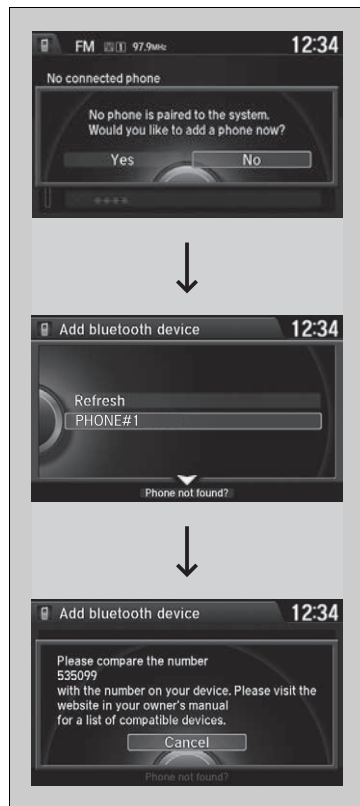 FM 1 97.9MHz 12:34
No connected phone
No phone is paired to the system.
Would you like to add a phone now?
Yes No
Add bluetooth device 12:34
Refresh
PHONE#1
Phone not found?
Add bluetooth device 12:34
Please compare the number
535099
with the number on your device. Please visit the
website in your owner's manual
for a list of compatible devices.
Cancel
Phone not found?